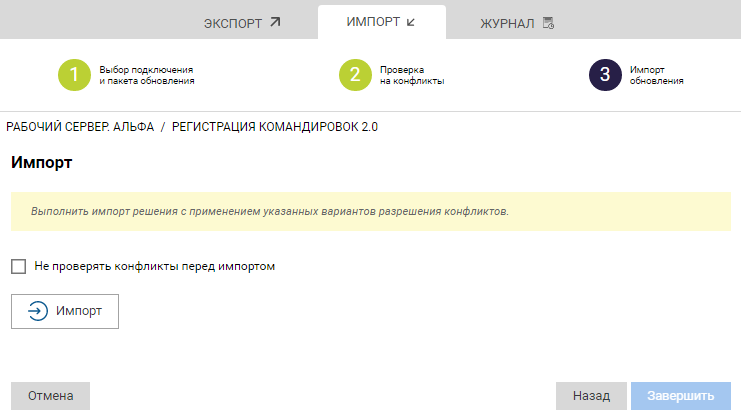 ЭКСПОРТ
ИМПОРТ
ЖУРНАЛ
1
Выбор подключения
и пакета обновления
2
Проверка
на конфликты
3
Импорт
обновления
РАБОЧИЙ СЕРВЕР. АЛЬФА / РЕГИСТРАЦИЯ КОМАНДИРОВОК 2.0
Импорт
Выполнить импорт решения с применением указанных вариантов разрешения конфликтов.
Не проверять конфликты перед импортом
Импорт
Отмена
Назад
Завершить